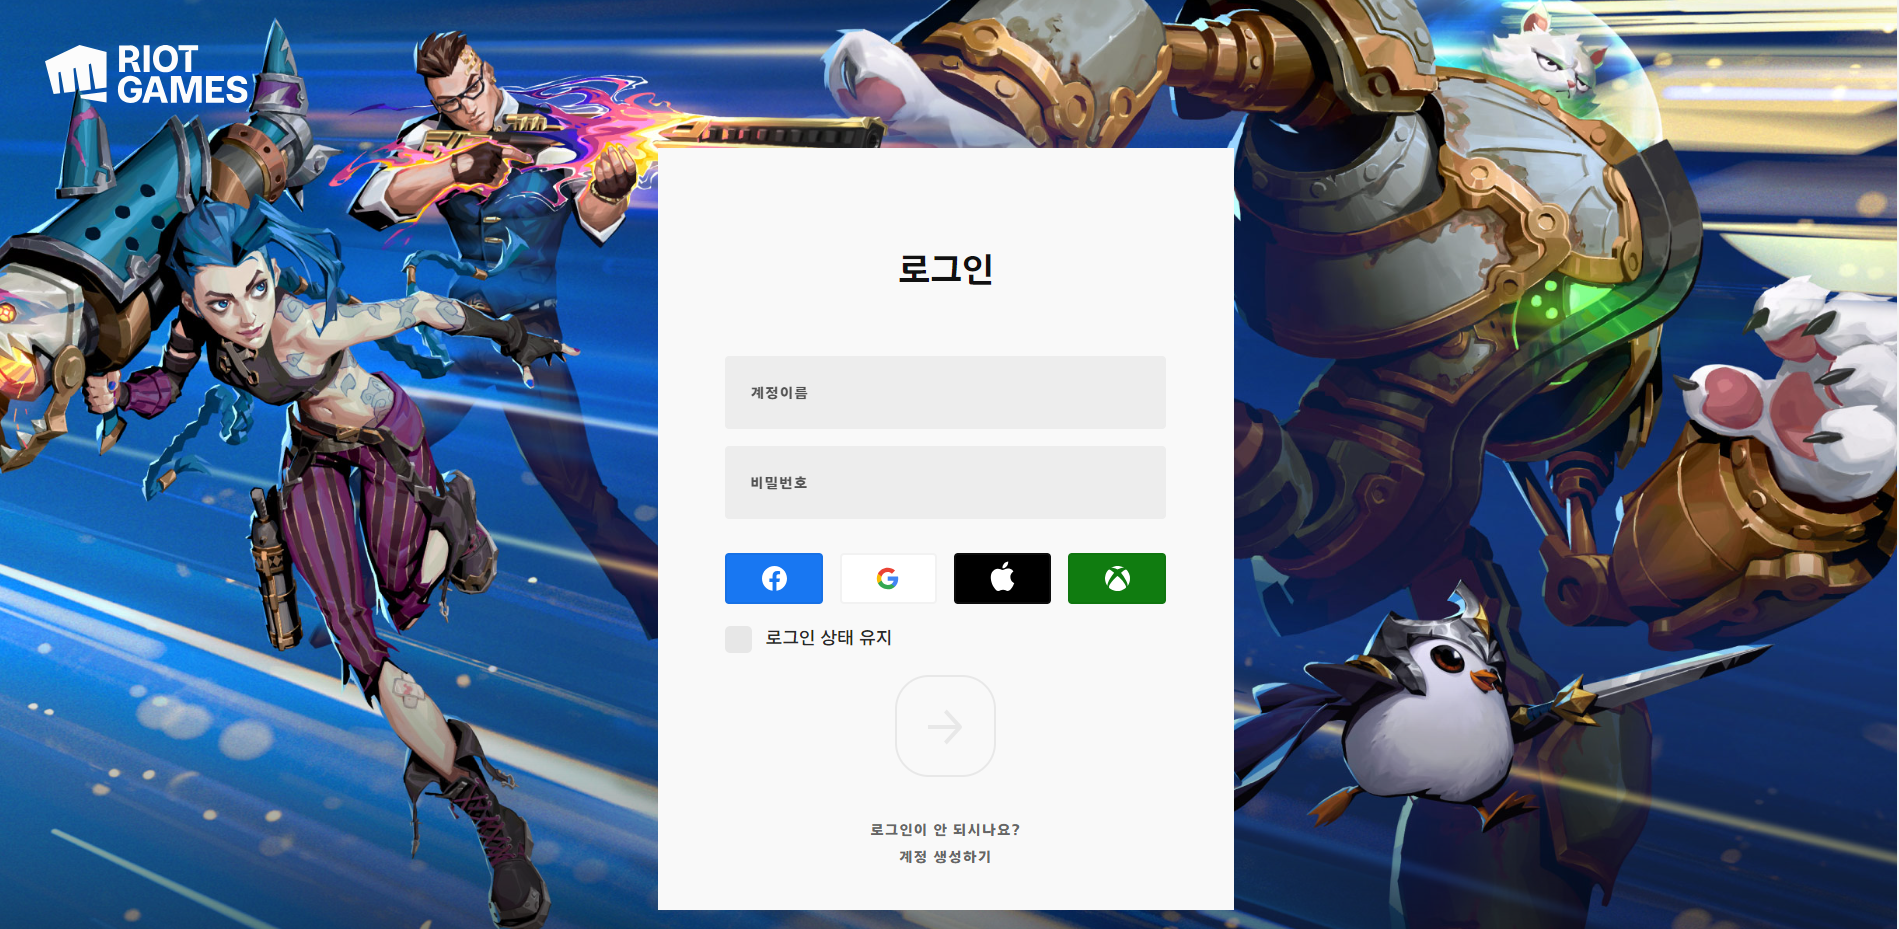 RIOT
GAMES
로그인
계정이름
비밀번호
로그인 상태 유지
로그인이 안 되시나요?
계정 생성하기